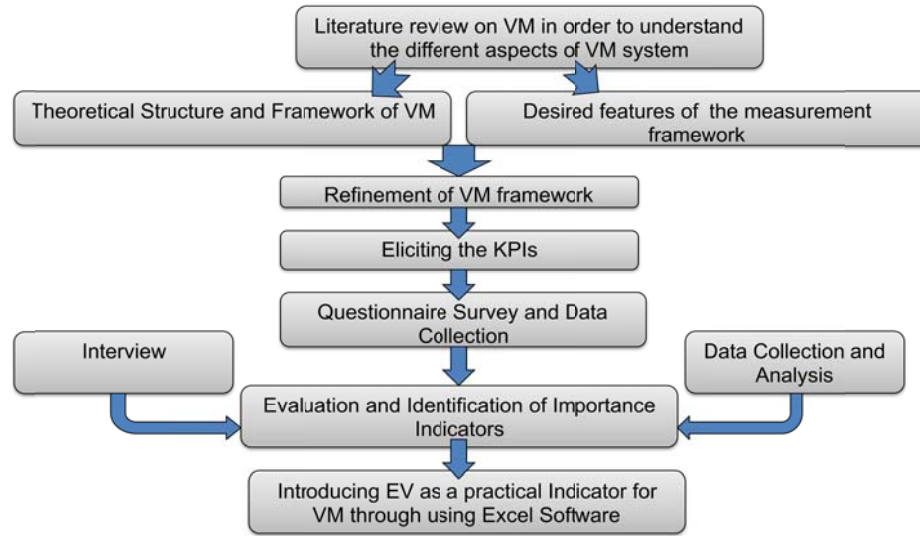 Literature review on VM in order to understand
the different aspects of VM system
Theoretical Structure and Framework of VM
Desired features of the measurement
framework
Refinement of VM framework
Eliciting the KPIs
Questionnaire Survey and Data
Collection
Interview
Data Collection and
Analysis
Evaluation and Identification of Importance
Indicators
Introducing EV as a practical Indicator for
VM through using Excel Software